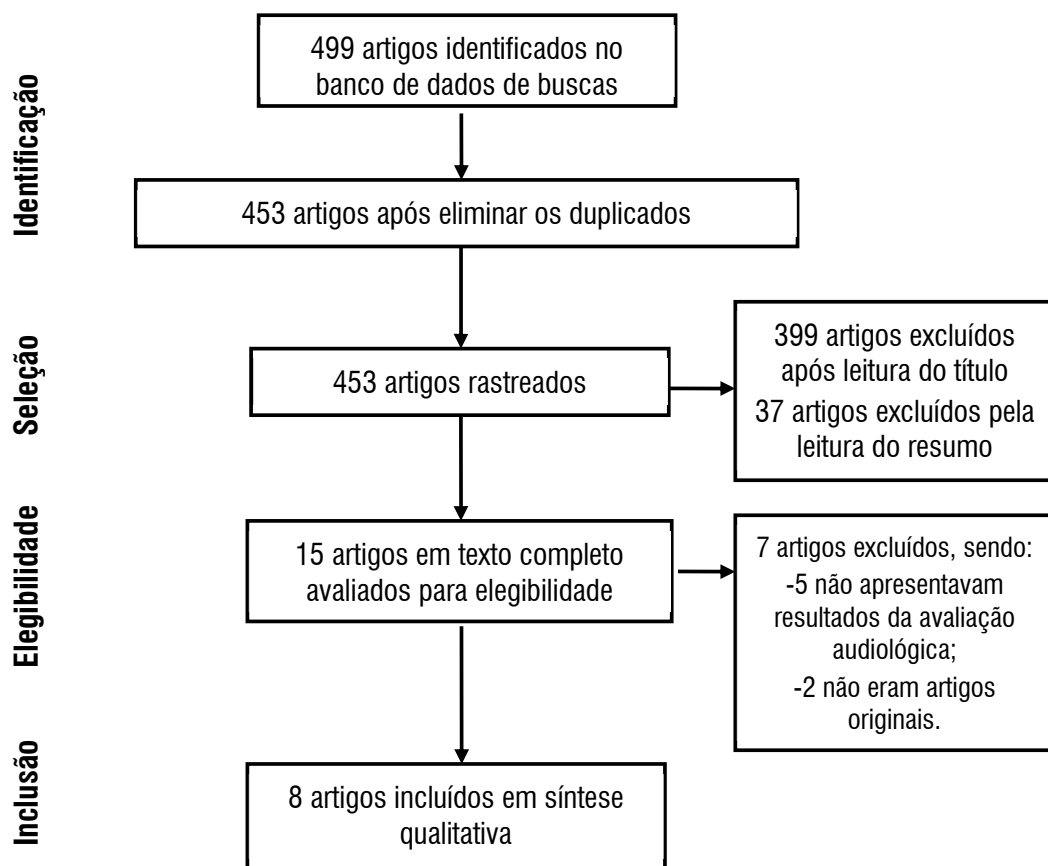 Identificação
499 artigos identificados no
banco de dados de buscas
453 artigos após eliminar os duplicados
Seleção
453 artigos rastreados
399 artigos excluídos
após leitura do título
37 artigos excluídos pela
leitura do resumo
Elegibilidade
15 artigos em texto completo
avaliados para elegibilidade
7 artigos excluídos, sendo:
-5 não apresentavam
resultados da avaliação
audiológica;
-2 não eram artigos
originais.
Inclusão
8 artigos incluídos em síntese
qualitativa